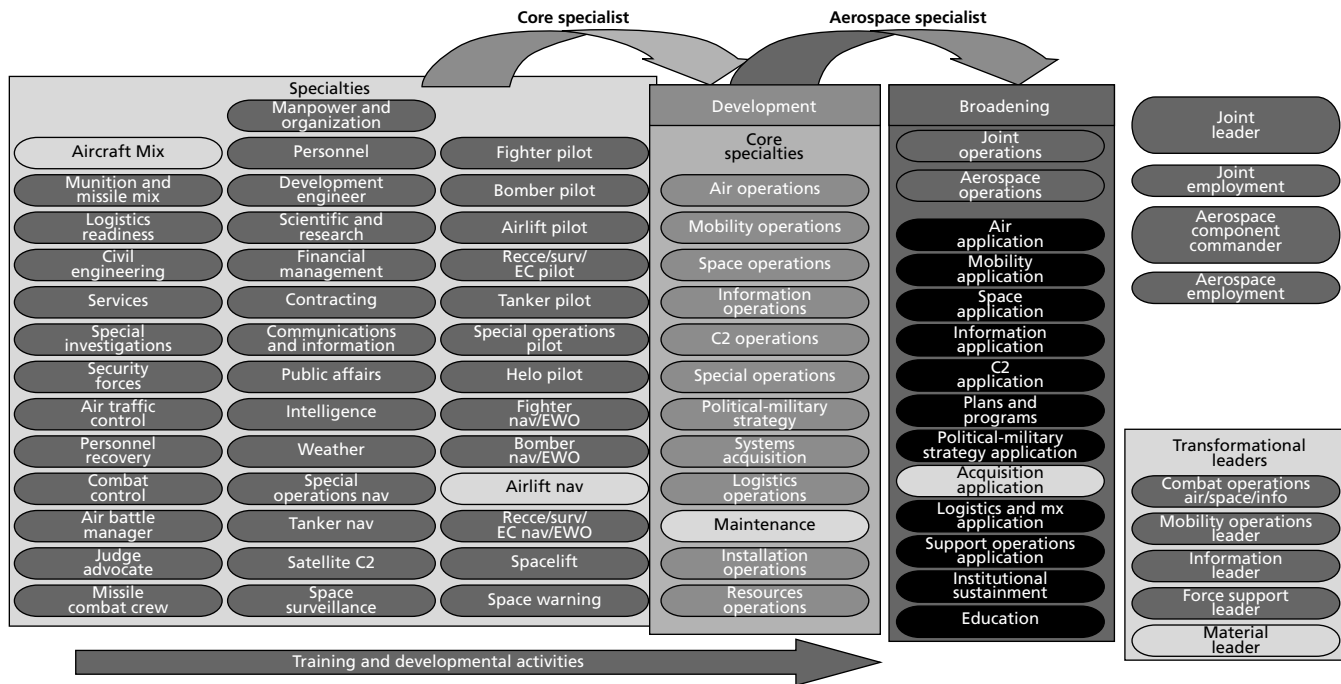 Core specialist
Aerospace specialist
Specialties
Manpower and
organization
Aircraft Mix
Munition and
missile mix
Logistics
readiness
Civil
engineering
Services
Special
investigations
Security
forces
Air traffic
control
Personnel
recovery
Combat
control
Air battle
manager
Judge
advocate
Missile
combat crew
Personnel
Development
engineer
Scientific and
research
Financial
management
Contracting
Communications
and information
Public affairs
Intelligence
Weather
Special
operations nav
Tanker nav
Satellite C2
Space
surveillance
Fighter pilot
Bomber pilot
Airlift pilot
Recce/surv/
EC pilot
Tanker pilot
Special operations
pilot
Helo pilot
Fighter
nav/EWO
Bomber
nav/EWO
Airlift nav
Recce/surv/
EC nav/EWO
Spacelift
Space warning
Development
Core
specialties
Air operations
Mobility operations
Space operations
Information
operations
C2 operations
Special operations
Political-military
strategy
Systems
acquisition
Logistics
operations
Maintenance
Installation
operations
Resources
operations
Broadening
Joint
operations
Aerospace
operations
Air
application
Mobility
application
Space
application
Information
application
C2
application
Plans and
programs
Political-military
strategy application
Acquisition
application
Logistics and mx
application
Support operations
application
Institutional
sustainment
Education
Joint
leader
Joint
employment
Aerospace
component
commander
Aerospace
employment
Transformational
leaders
Combat operations
air/space/info
Mobility operations
leader
Information
leader
Force support
leader
Material
leader
Training and developmental activities